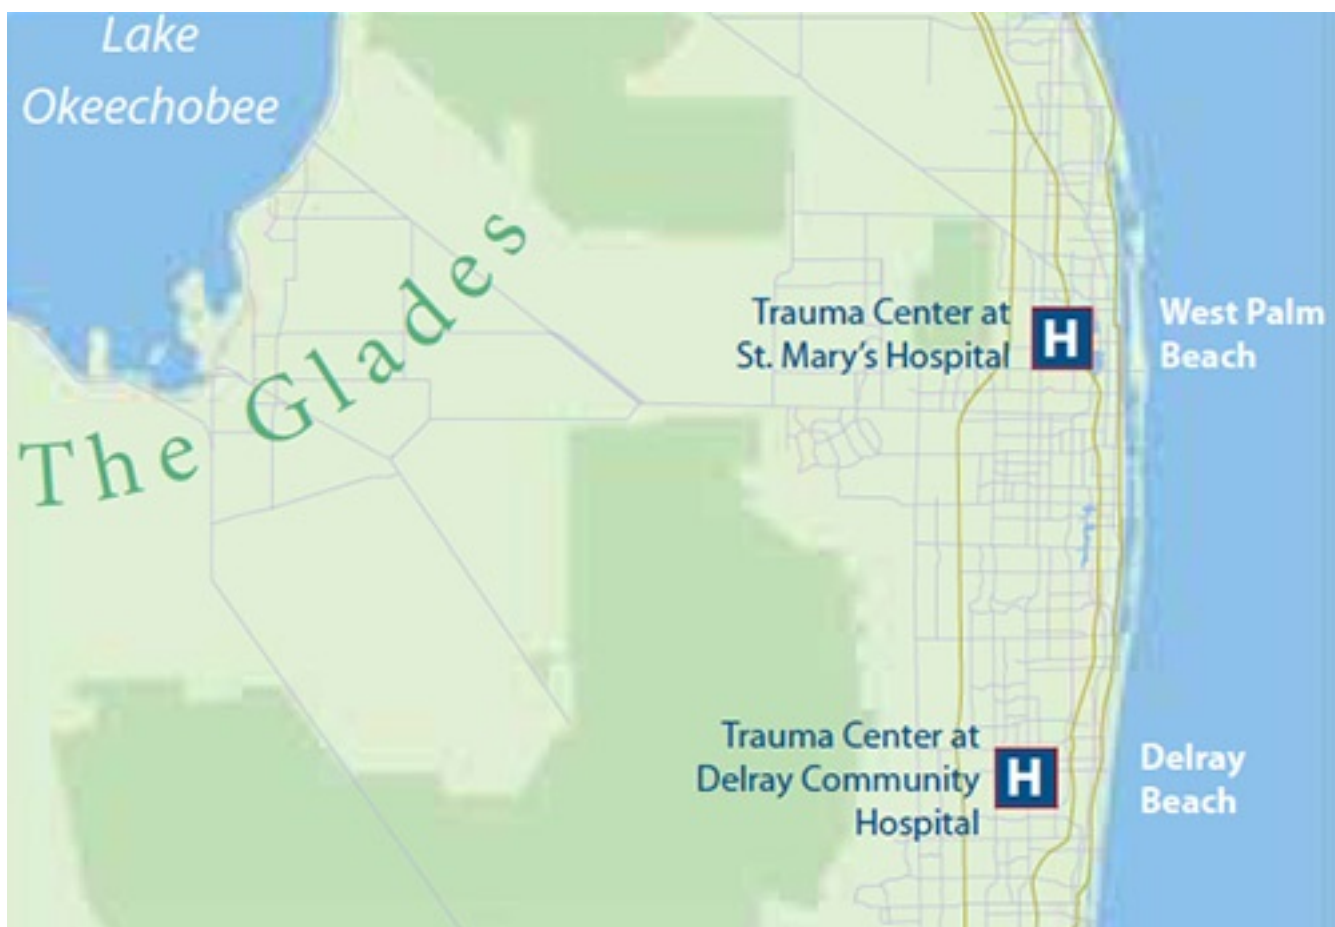 Lake
Okeechobee
The Glades
Trauma Center at
St. Mary's Hospital
H
West Palm
Beach
Trauma Center at
Delray Community
Hospital
H
Delray
Beach